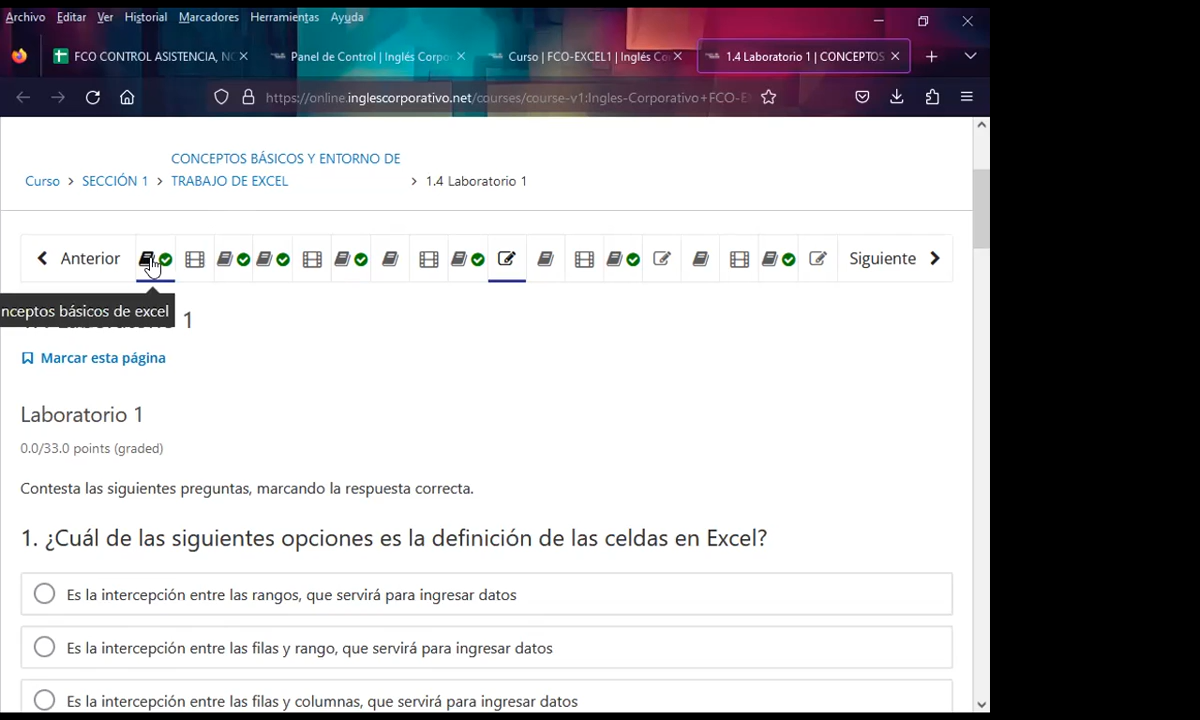 Archivo Editar Ver Historial Marcadores Herramientas Ayuda
FCO CONTROL ASISTENCIA, NO Panel de Control | Inglés Corpo Curso | FCO-EXCEL1 | Inglés Co 1.4 Laboratorio 1 | CONCEPTOS
https://online.inglescorporativo.net/courses/course-v1:Ingles-Corporativo+FCO-E
CONCEPTOS BÁSICOS Y ENTORNO DE
Curso > SECCIÓN 1 > TRABAJO DE EXCEL > 1.4 Laboratorio 1
Anterior Siguiente
nceptos básicos de excel
1
Marcar esta página
Laboratorio 1
0.0/33.0 points (graded)
Contesta las siguientes preguntas, marcando la respuesta correcta.
1. ¿Cuál de las siguientes opciones es la definición de las celdas en Excel?
Es la intercepción entre las rangos, que servirá para ingresar datos
Es la intercepción entre las filas y rango, que servirá para ingresar datos
Es la intercepción entre las filas y columnas, que servirá para ingresar datos